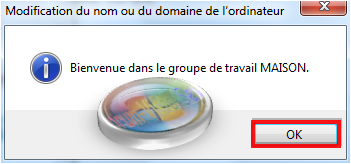 Modification du nom ou du domaine de l'ordinateur
Bienvenue dans le groupe de travail MAISON.
OK